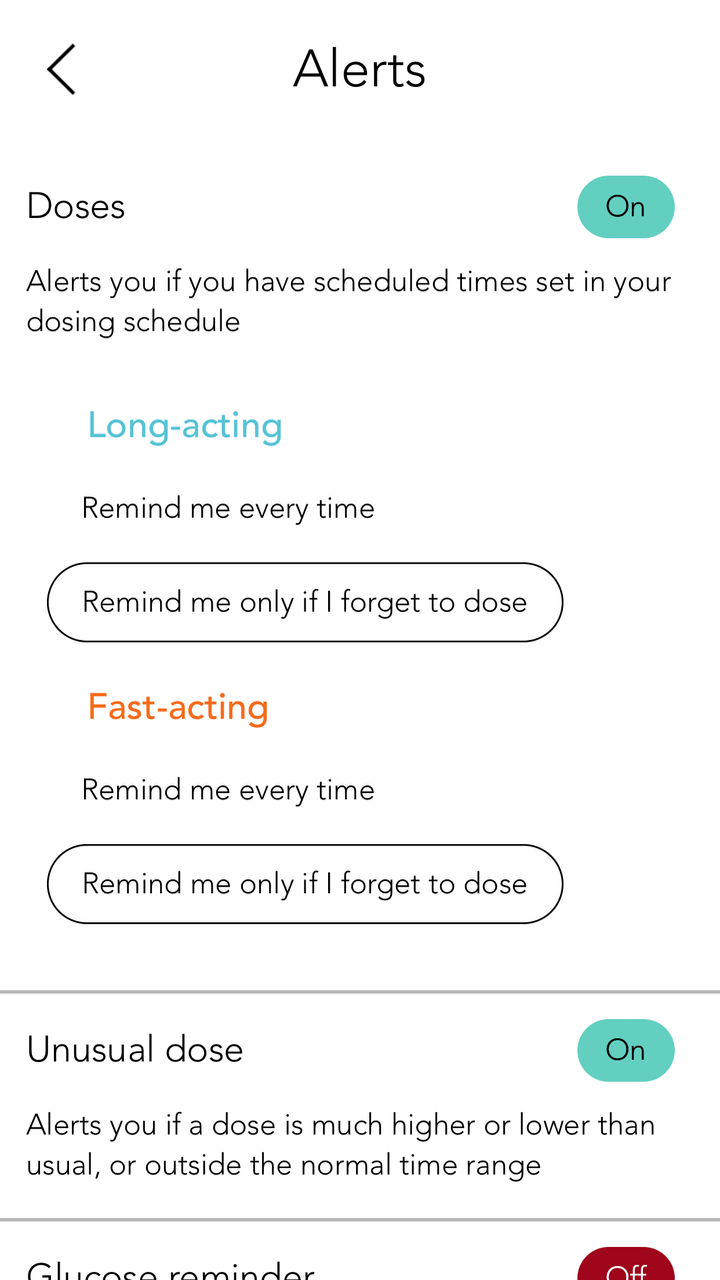 Alerts
Doses
On
Alerts you if you have scheduled times set in your
dosing schedule
Long-acting
Remind me every time
Remind me only if I forget to dose
Fast-acting
Remind me every time
Remind me only if I forget to dose
Unusual dose
On
Alerts you if a dose is much higher or lower than
usual, or outside the normal time range
Glucose reminder
Off